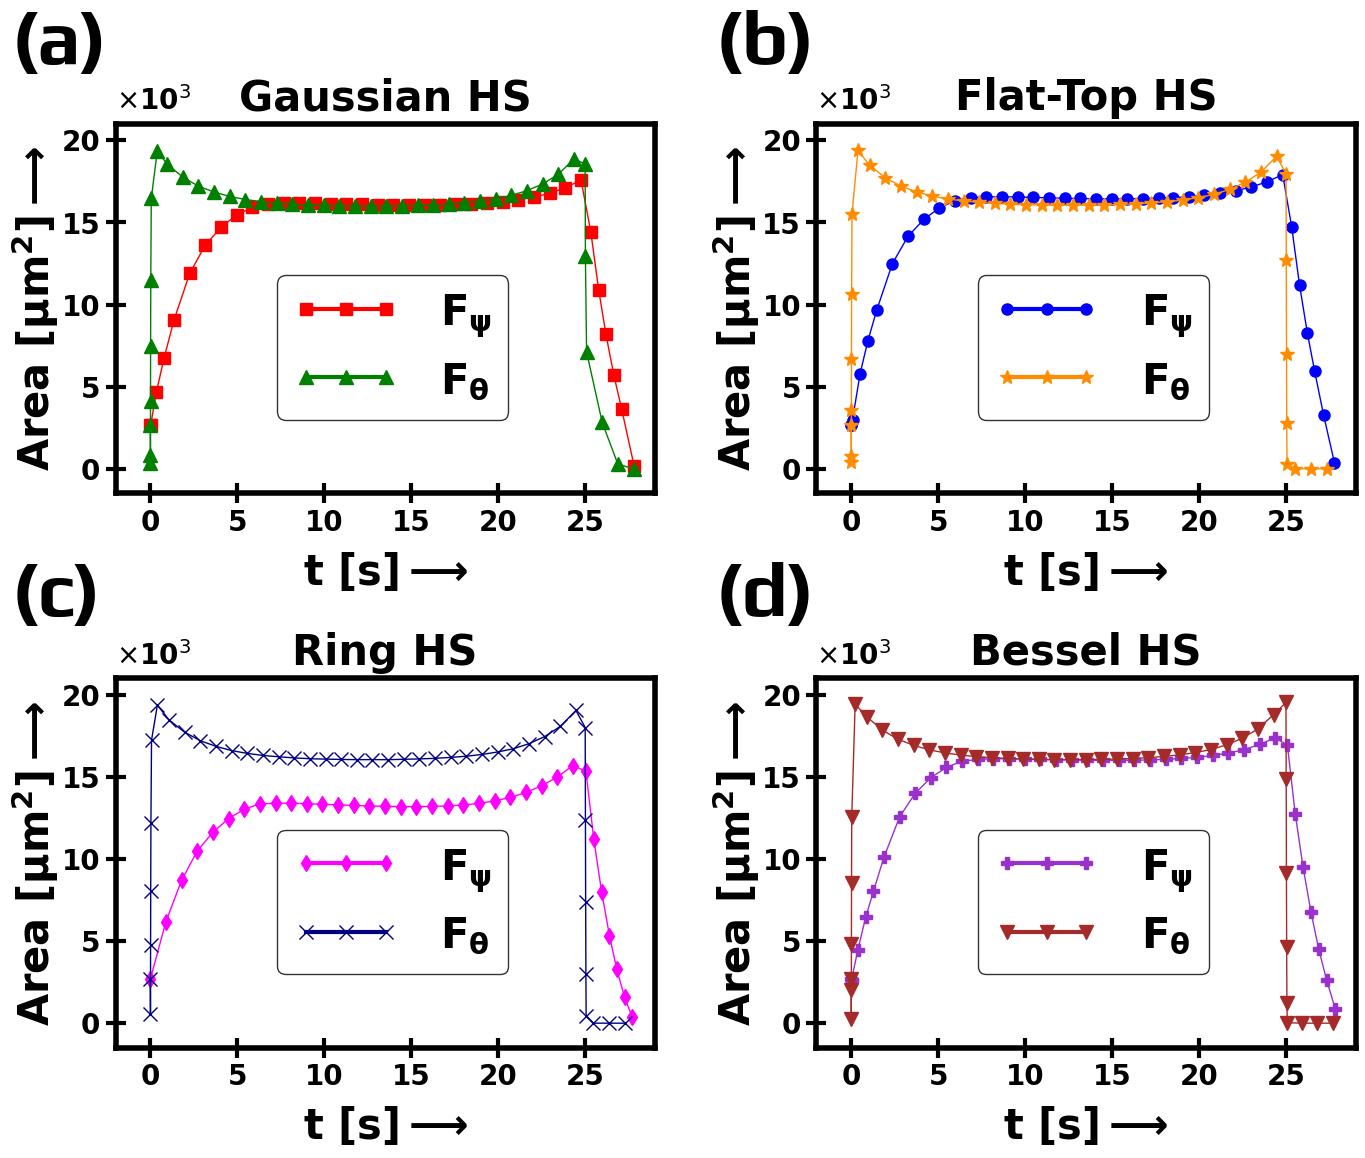 (a)
×10³ Gaussian HS
Area [μm²] ⟶
20
15
10
5
0
F_ψ
F_θ
0 5 10 15 20 25
t [s] ⟶
(b)
×10³ Flat-Top HS
Area [μm²] ⟶
20
15
10
5
0
F_ψ
F_θ
0 5 10 15 20 25
t [s] ⟶
(c)
×10³ Ring HS
Area [μm²] ⟶
20
15
10
5
0
F_ψ
F_θ
0 5 10 15 20 25
t [s] ⟶
(d)
×10³ Bessel HS
Area [μm²] ⟶
20
15
10
5
0
F_ψ
F_θ
0 5 10 15 20 25
t [s] ⟶